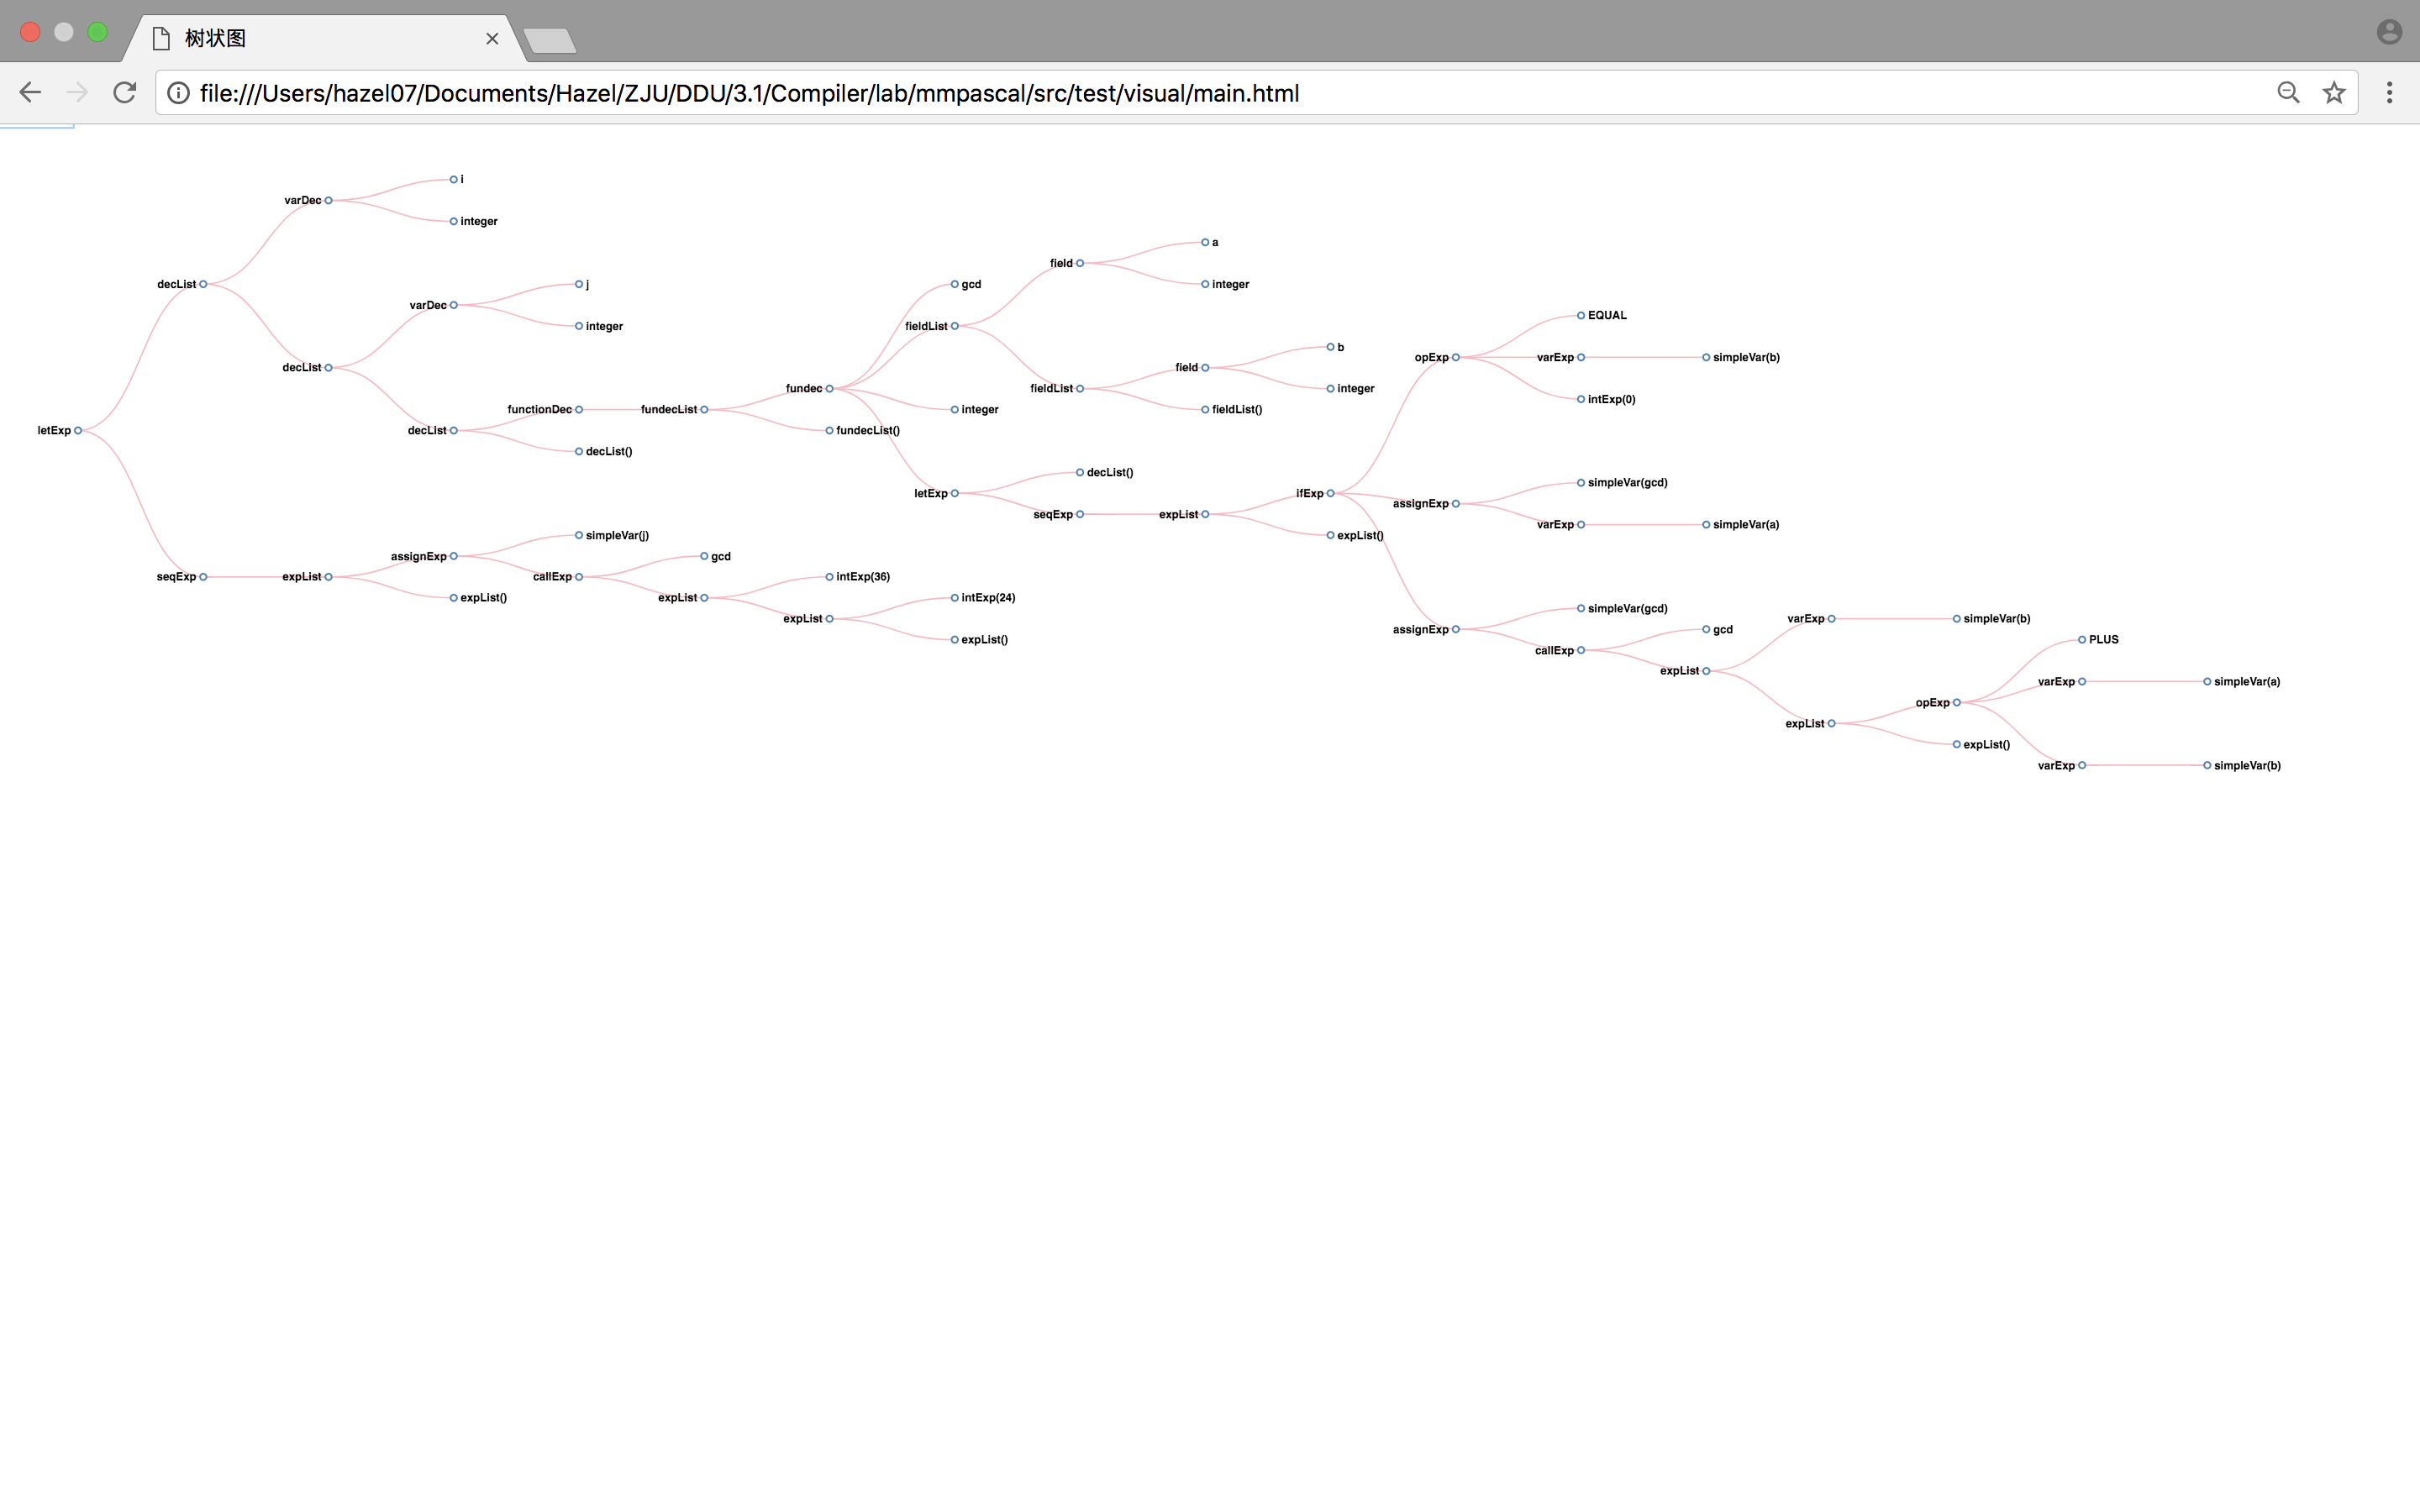 树状图
file:///Users/hazel07/Documents/Hazel/ZJU/DDU/3.1/Compiler/lab/mmpascal/src/test/visual/main.html
i
varDec
integer
a
field
decList
j
gcd
integer
varDec
EQUAL
integer
fieldList
b
opExp
varExp
simpleVar(b)
decList
field
fundec
fieldList
integer
intExp(0)
functionDec
fundecList
integer
fieldList()
letExp
decList
fundecList()
decList()
decList()
simpleVar(gcd)
letExp
ifExp
assignExp
seqExp
expList
varExp
simpleVar(a)
simpleVar(j)
expList()
assignExp
gcd
seqExp
expList
callExp
intExp(36)
expList()
expList
intExp(24)
simpleVar(gcd)
expList
varExp
simpleVar(b)
assignExp
gcd
expList()
PLUS
callExp
expList
varExp
simpleVar(a)
opExp
expList
expList()
varExp
simpleVar(b)